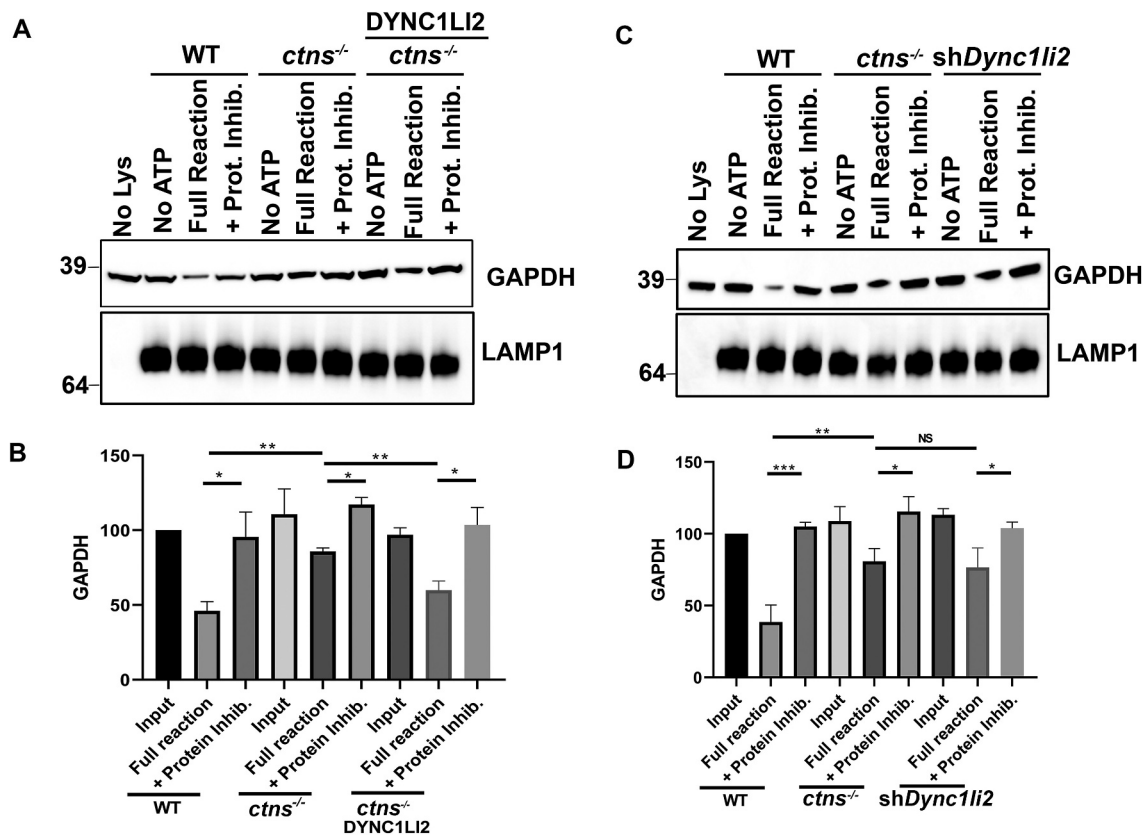 A
DYNC1LI2
WT
ctns-/-
ctns-/-
No Lys
No ATP
Full Reaction
+ Prot. Inhib.
No ATP
Full Reaction
+ Prot. Inhib.
No ATP
Full Reaction
+ Prot. Inhib.
39
GAPDH
64
LAMP1
C
WT
ctns-/-
shDync1li2
No Lys
No ATP
Full Reaction
+ Prot. Inhib.
No ATP
Full Reaction
+ Prot. Inhib.
No ATP
Full Reaction
+ Prot. Inhib.
39
GAPDH
64
LAMP1
B
**
**
*
*
*
150
100
50
0
GAPDH
Input
Full reaction
+ Protein Inhib.
Input
Full reaction
+ Protein Inhib.
Input
Full reaction
+ Protein Inhib.
WT
ctns-/-
ctns-/-
DYNC1LI2
D
**
NS
***
*
*
150
100
50
0
GAPDH
Input
Full reaction
+ Protein Inhib.
Input
Full reaction
+ Protein Inhib.
Input
Full reaction
+ Protein Inhib.
WT
ctns-/-
shDync1li2